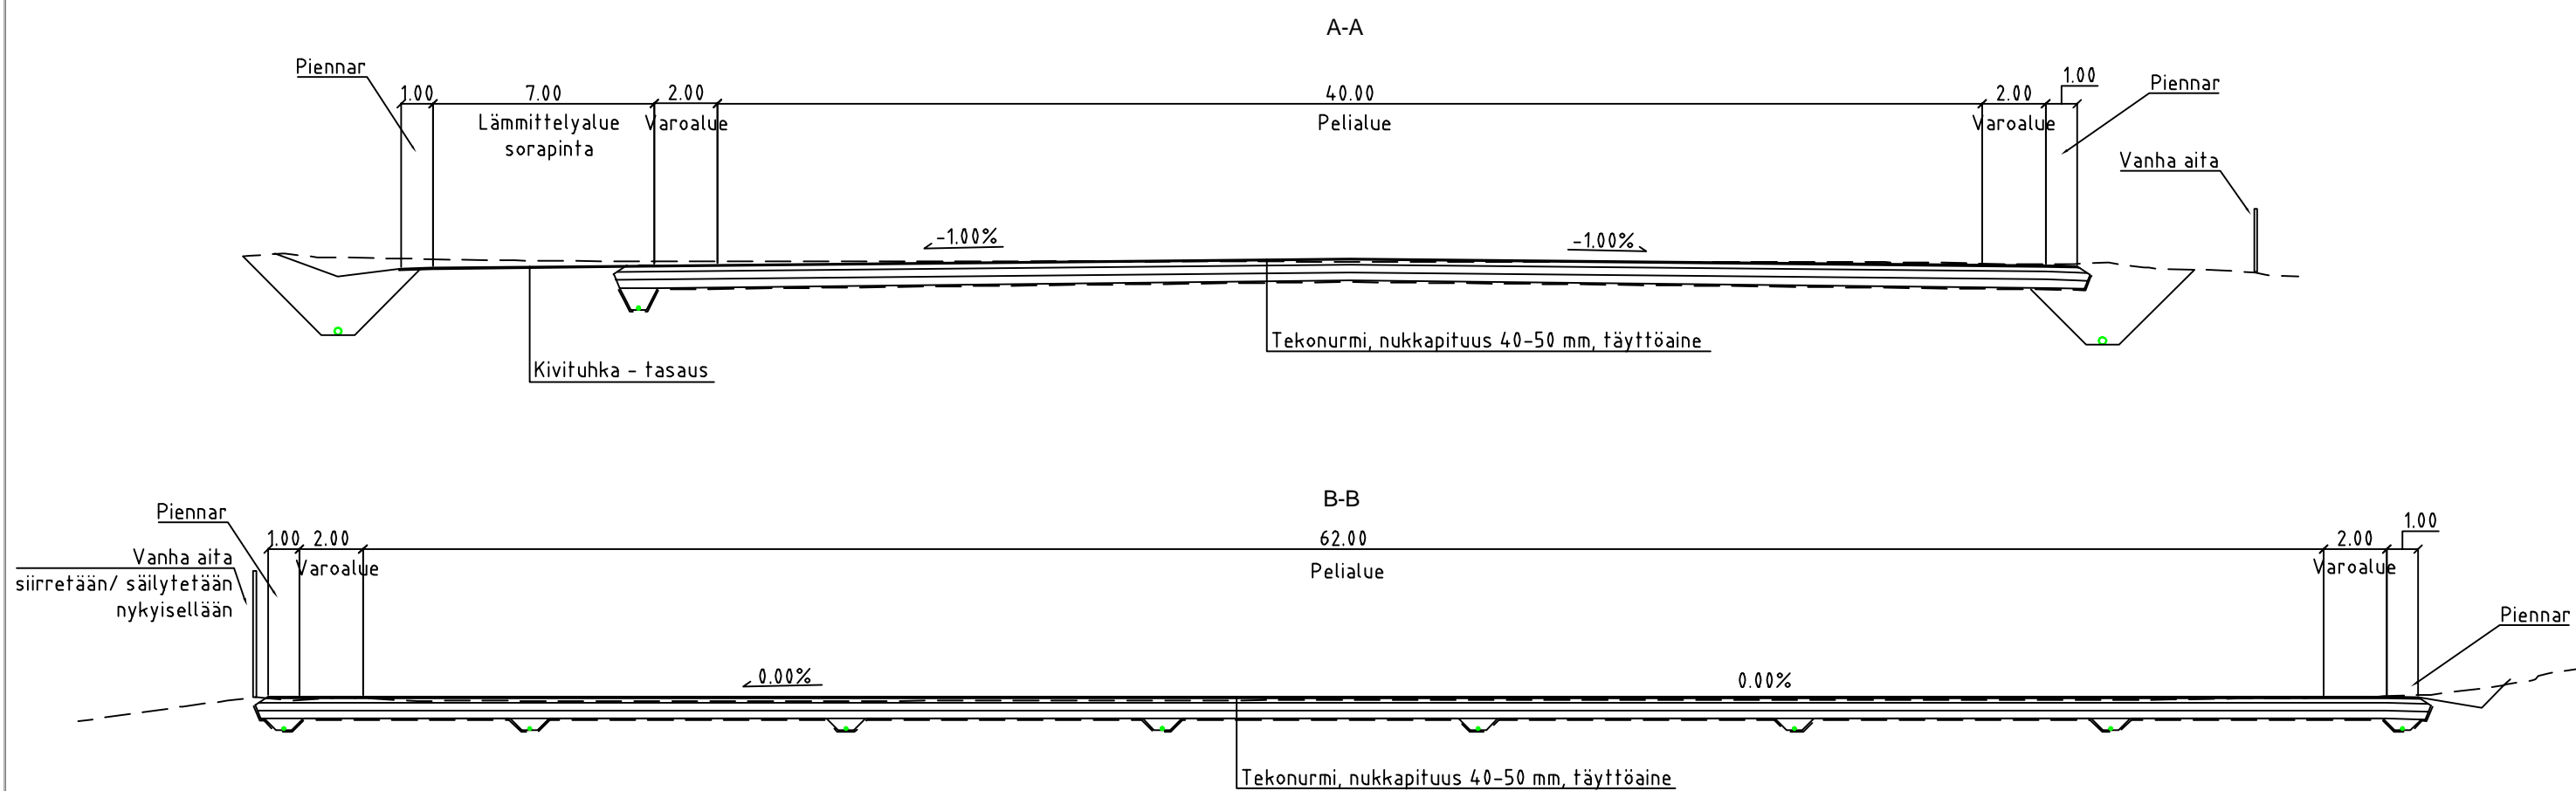 A-A
Piennar
1.00
7.00
2.00
40.00
2.00
1.00
Piennar
Lämmittelyalue
sorapinta
Varoalue
Pelialue
Varoalue
Vanha aita
-1.00%
-1.00%
Tekonurmi, nukkapituus 40-50 mm, täyttöaine
Kivituhka - tasaus
B-B
Piennar
1.00
2.00
62.00
2.00
1.00
Vanha aita
siirretään/ säilytetään
nykyisellään
Varoalue
Pelialue
Varoalue
Piennar
0.00%
0.00%
Tekonurmi, nukkapituus 40-50 mm, täyttöaine